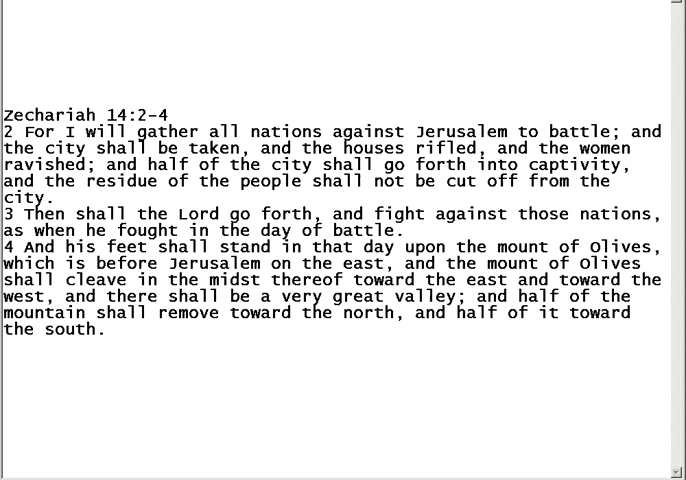 Zechariah 14:2-4
2 For I will gather all nations against Jerusalem to battle; and
the city shall be taken, and the houses rifled, and the women
ravished; and half of the city shall go forth into captivity,
and the residue of the people shall not be cut off from the
city.
3 Then shall the Lord go forth, and fight against those nations,
as when he fought in the day of battle.
4 And his feet shall stand in that day upon the mount of Olives,
which is before Jerusalem on the east, and the mount of Olives
shall cleave in the midst thereof toward the east and toward the
west, and there shall be a very great valley; and half of the
mountain shall remove toward the north, and half of it toward
the south.